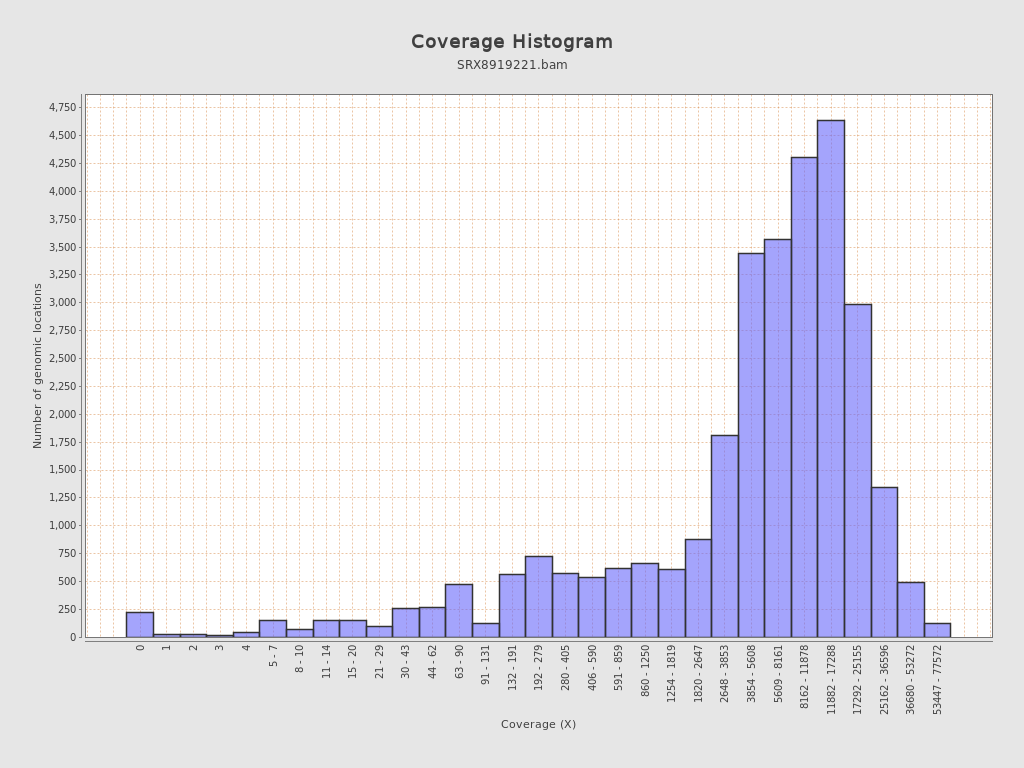 Coverage Histogram
SRX8919221.bam
Number of genomic locations
4,750
4,500
4,250
4,000
3,750
3,500
3,250
3,000
2,750
2,500
2,250
2,000
1,750
1,500
1,250
1,000
750
500
250
0
0
1
2
3
4
5 - 7
8 - 10
11 - 14
15 - 20
21 - 29
30 - 43
44 - 62
63 - 90
91 - 131
132 - 191
192 - 279
280 - 405
406 - 590
591 - 859
860 - 1250
1254 - 1819
1820 - 2647
2648 - 3853
3854 - 5608
5609 - 8161
8162 - 11878
11882 - 17288
17292 - 25155
25162 - 36596
36680 - 53272
53447 - 77572
Coverage (X)